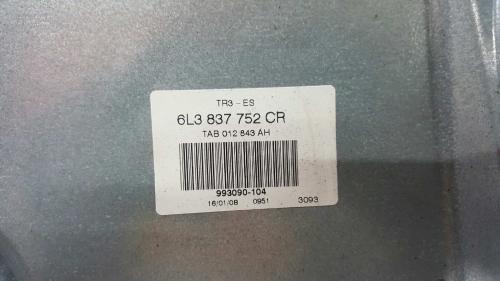 TR3 - ES
6L3 837 752 CR
TAB 012 843 AH
993090-104
16/01/08 0951 3093